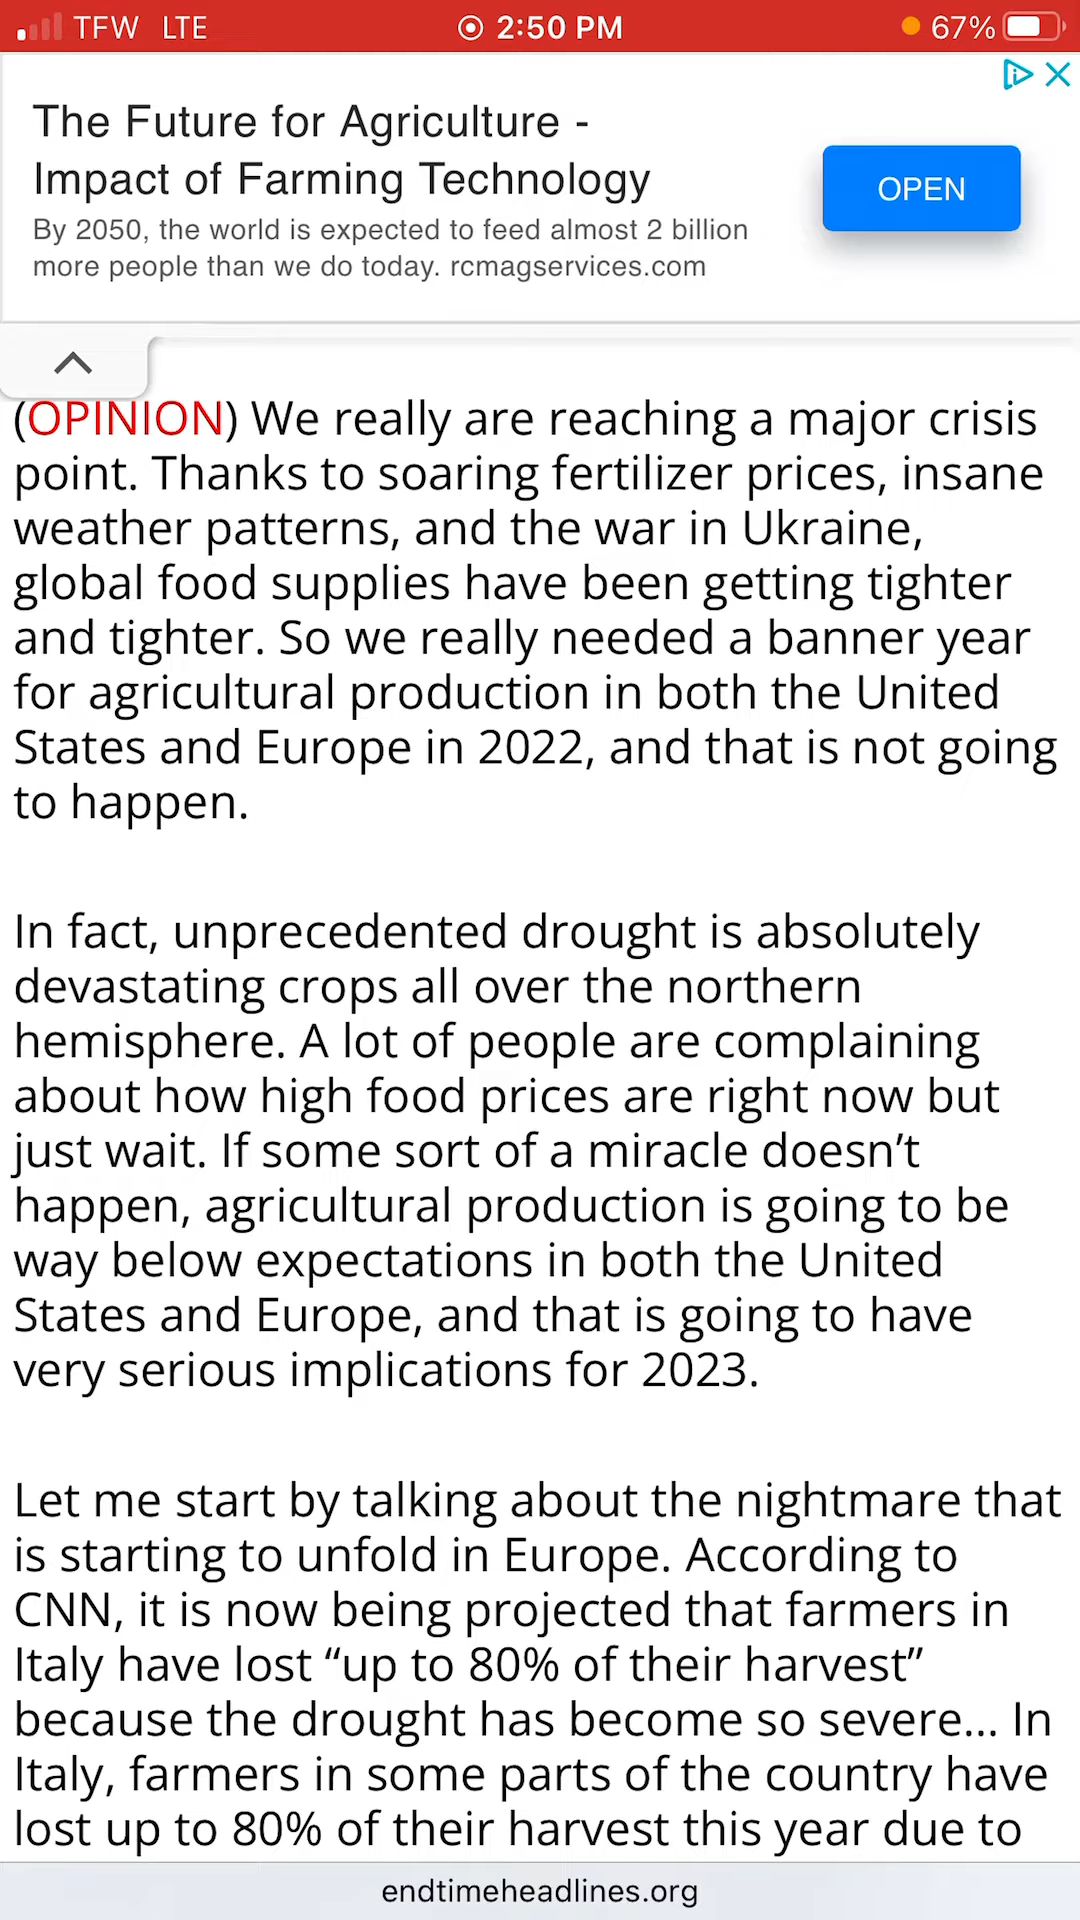 TFW LTE 2:50 PM 67%
The Future for Agriculture -
Impact of Farming Technology
By 2050, the world is expected to feed almost 2 billion
more people than we do today. rcmagservices.com
OPEN
(OPINION) We really are reaching a major crisis
point. Thanks to soaring fertilizer prices, insane
weather patterns, and the war in Ukraine,
global food supplies have been getting tighter
and tighter. So we really needed a banner year
for agricultural production in both the United
States and Europe in 2022, and that is not going
to happen.
In fact, unprecedented drought is absolutely
devastating crops all over the northern
hemisphere. A lot of people are complaining
about how high food prices are right now but
just wait. If some sort of a miracle doesn’t
happen, agricultural production is going to be
way below expectations in both the United
States and Europe, and that is going to have
very serious implications for 2023.
Let me start by talking about the nightmare that
is starting to unfold in Europe. According to
CNN, it is now being projected that farmers in
Italy have lost “up to 80% of their harvest”
because the drought has become so severe… In
Italy, farmers in some parts of the country have
lost up to 80% of their harvest this year due to
endtimeheadlines.org